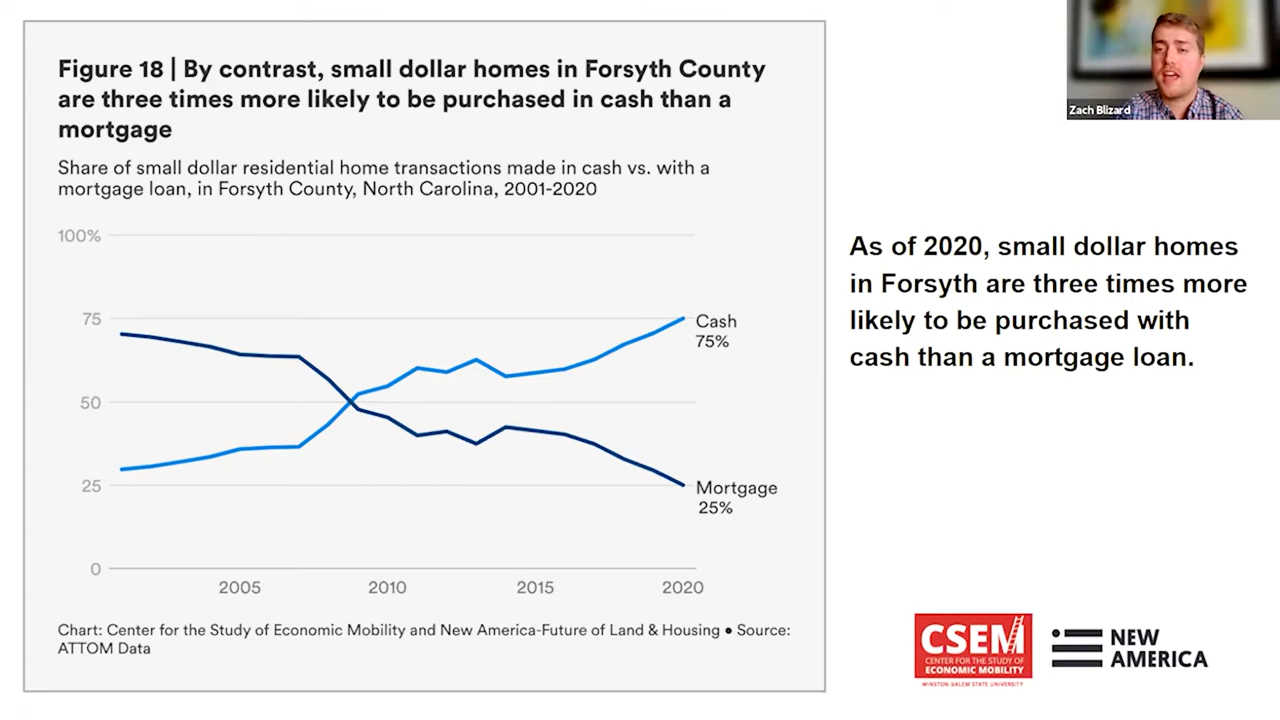 Figure 18 | By contrast, small dollar homes in Forsyth County
are three times more likely to be purchased in cash than a
mortgage
Share of small dollar residential home transactions made in cash vs. with a
mortgage loan, in Forsyth County, North Carolina, 2001-2020
100%
75
50
25
0
Cash
75%
Mortgage
25%
2005 2010 2015 2020
Chart: Center for the Study of Economic Mobility and New America-Future of Land & Housing • Source:
ATTOM Data
Zach Blizard
As of 2020, small dollar homes
in Forsyth are three times more
likely to be purchased with
cash than a mortgage loan.
CSEM
CENTER FOR THE STUDY OF
ECONOMIC MOBILITY
WINSTON-SALEM STATE UNIVERSITY
NEW
AMERICA